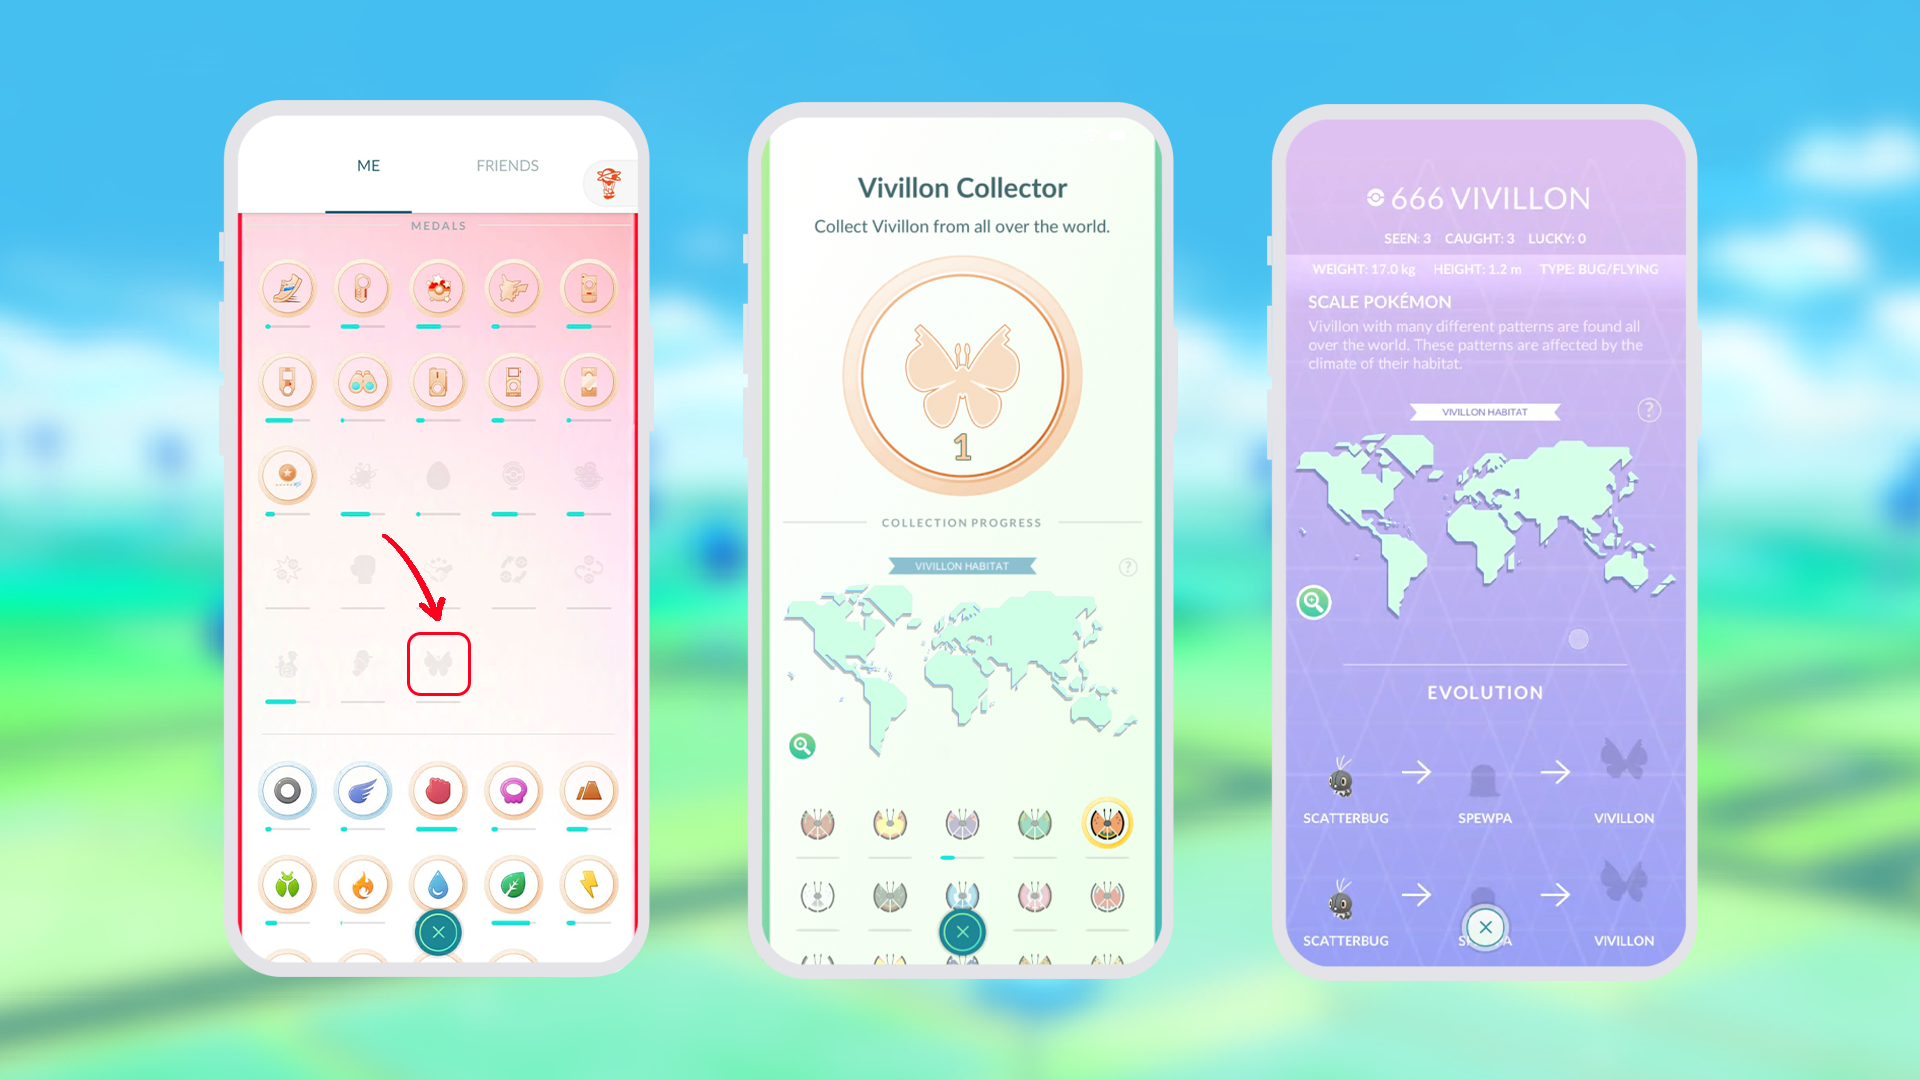 ME
FRIENDS
MEDALS
Vivillon Collector
Collect Vivillon from all over the world.
1
COLLECTION PROGRESS
VIVILLON HABITAT
?
666 VIVILLON
SEEN: 3 CAUGHT: 3 LUCKY: 0
WEIGHT: 17.0 kg HEIGHT: 1.2 m TYPE: BUG/FLYING
SCALE POKÉMON
Vivillon with many different patterns are found all
over the world. These patterns are affected by the
climate of their habitat.
VIVILLON HABITAT
?
EVOLUTION
SCATTERBUG
SPEWPA
VIVILLON
SCATTERBUG
VIVILLON